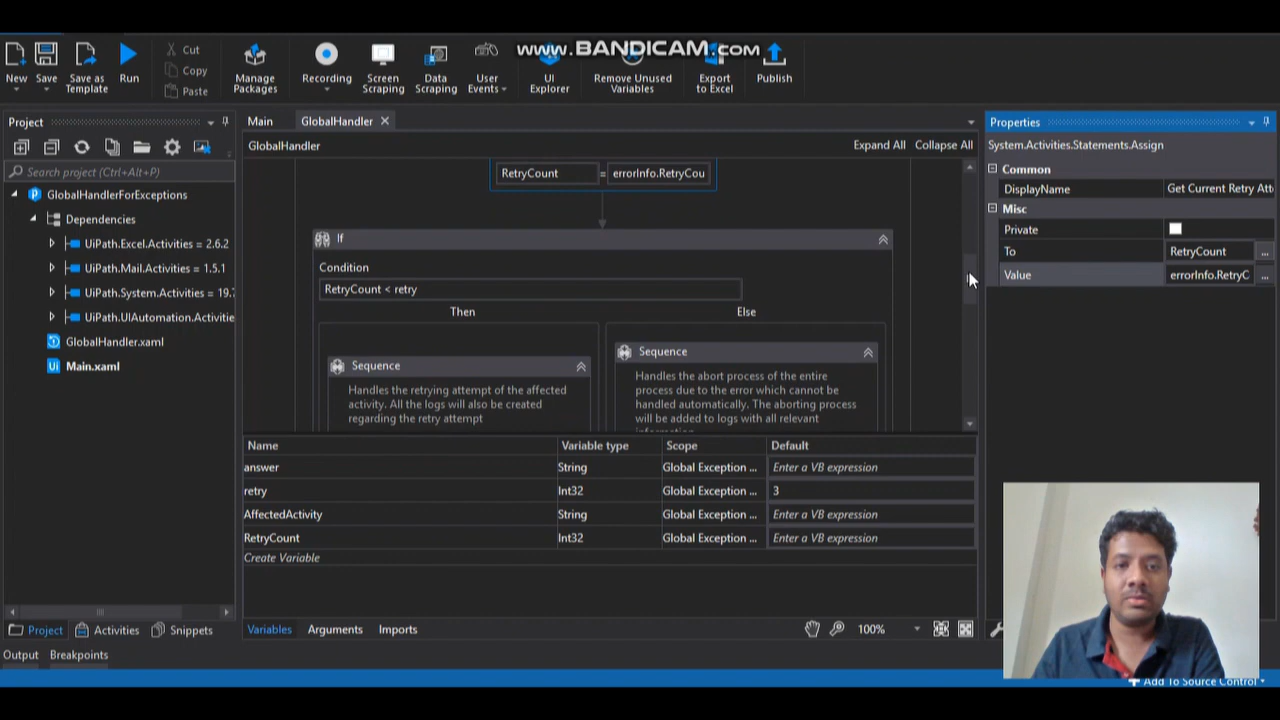 www.BANDICAM.com
New
Save
Save as
Template
Run
Cut
Copy
Paste
Manage
Packages
Recording
Screen
Scraping
Data
Scraping
User
Events
UI
Explorer
Remove Unused
Variables
Export
to Excel
Publish
Project
Search project (Ctrl+Alt+P)
GlobalHandlerForExceptions
Dependencies
UiPath.Excel.Activities = 2.6.2
UiPath.Mail.Activities = 1.5.1
UiPath.System.Activities = 19.
UiPath.UIAutomation.Activitie
GlobalHandler.xaml
Main.xaml
Project
Activities
Snippets
Output
Breakpoints
Main
GlobalHandler
GlobalHandler
Expand All
Collapse All
RetryCount = errorInfo.RetryCou
If
Condition
RetryCount < retry
Then
Else
Sequence
Handles the retrying attempt of the affected
activity. All the logs will also be created
regarding the retry attempt
Sequence
Handles the abort process of the entire
process due to the error which cannot be
handled automatically. The aborting process
will be added to logs with all relevant
information.
Name Variable type Scope Default
answer String Global Exception ... Enter a VB expression
retry Int32 Global Exception ... 3
AffectedActivity String Global Exception ... Enter a VB expression
RetryCount Int32 Global Exception ... Enter a VB expression
Create Variable
Variables
Arguments
Imports
100%
Properties
System.Activities.Statements.Assign
Common
DisplayName Get Current Retry Att
Misc
Private
To RetryCount ...
Value errorInfo.RetryC ...
Add To Source Control